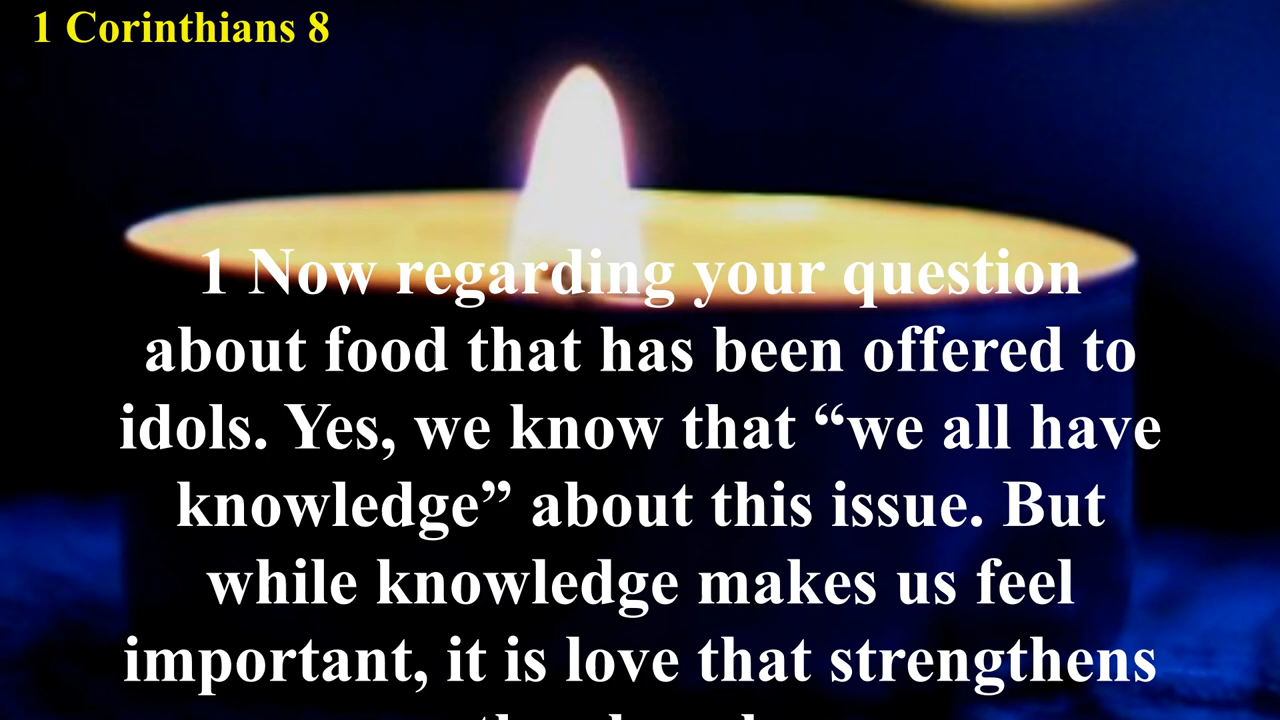 1 Corinthians 8
1 Now regarding your question
about food that has been offered to
idols. Yes, we know that “we all have
knowledge” about this issue. But
while knowledge makes us feel
important, it is love that strengthens